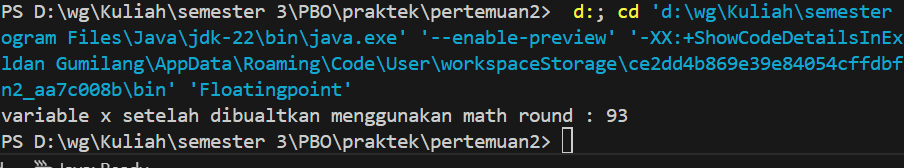 PS D:\wg\Kuliah\semester 3\PBO\praktek\pertemuan2>  d:; cd 'd:\wg\Kuliah\semester
ogram Files\Java\jdk-22\bin\java.exe' '--enable-preview' '-XX:+ShowCodeDetailsInEx
ldan Gumilang\AppData\Roaming\Code\User\workspaceStorage\ce2dd4b869e39e84054cffdbf
n2_aa7c008b\bin' 'Floatingpoint'
variable x setelah dibualtkan menggunakan math round : 93
PS D:\wg\Kuliah\semester 3\PBO\praktek\pertemuan2>